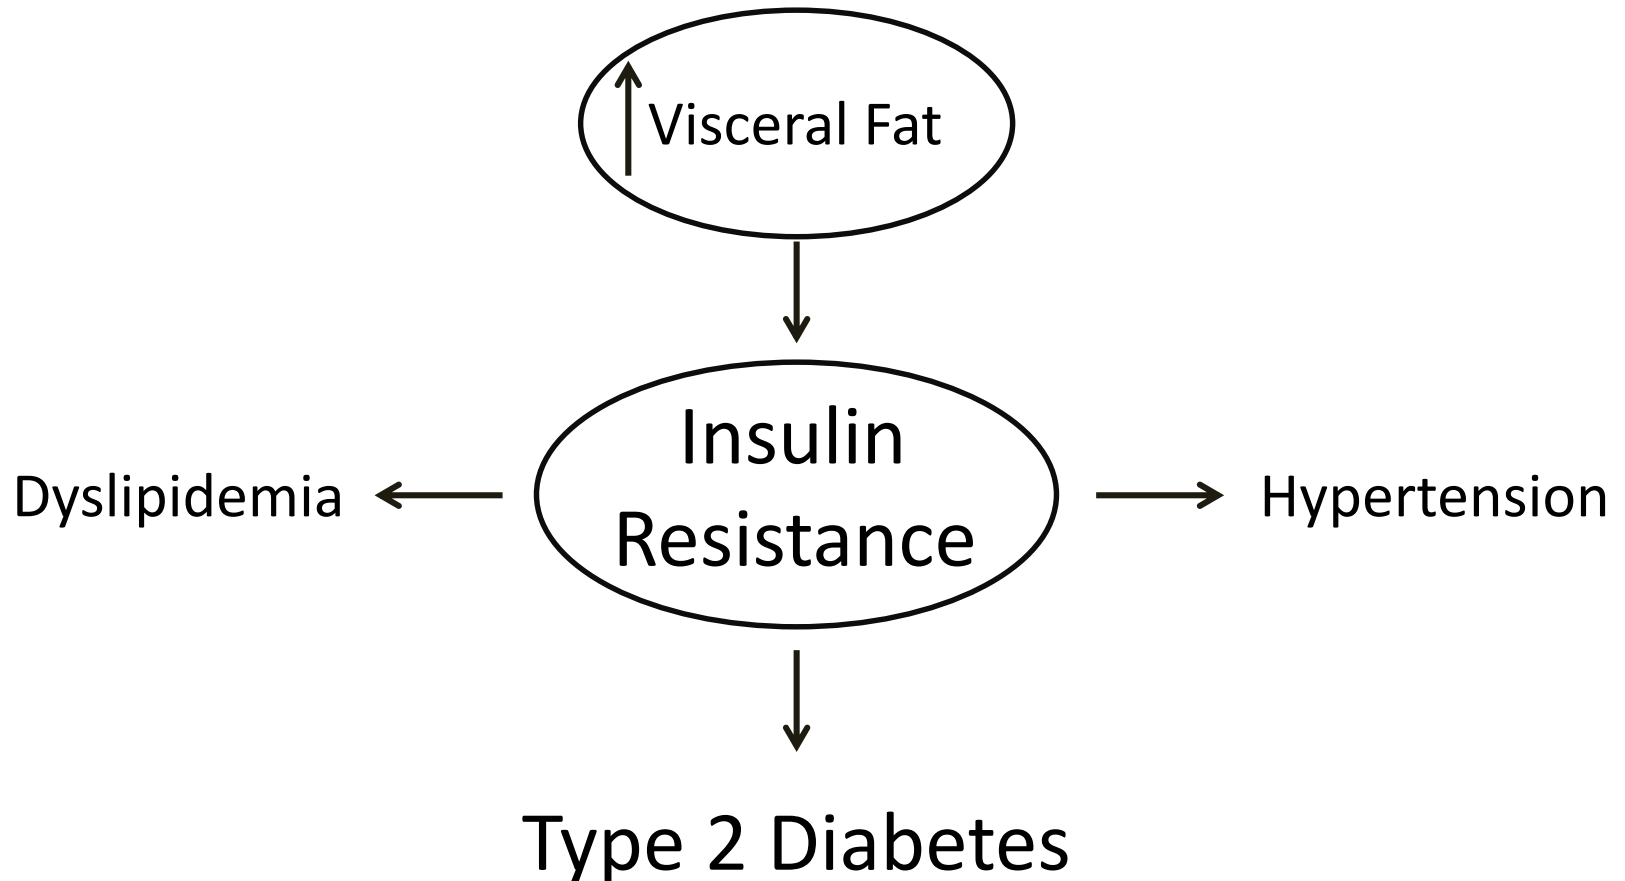 Visceral Fat
Insulin
Resistance
Dyslipidemia
Hypertension
Type 2 Diabetes